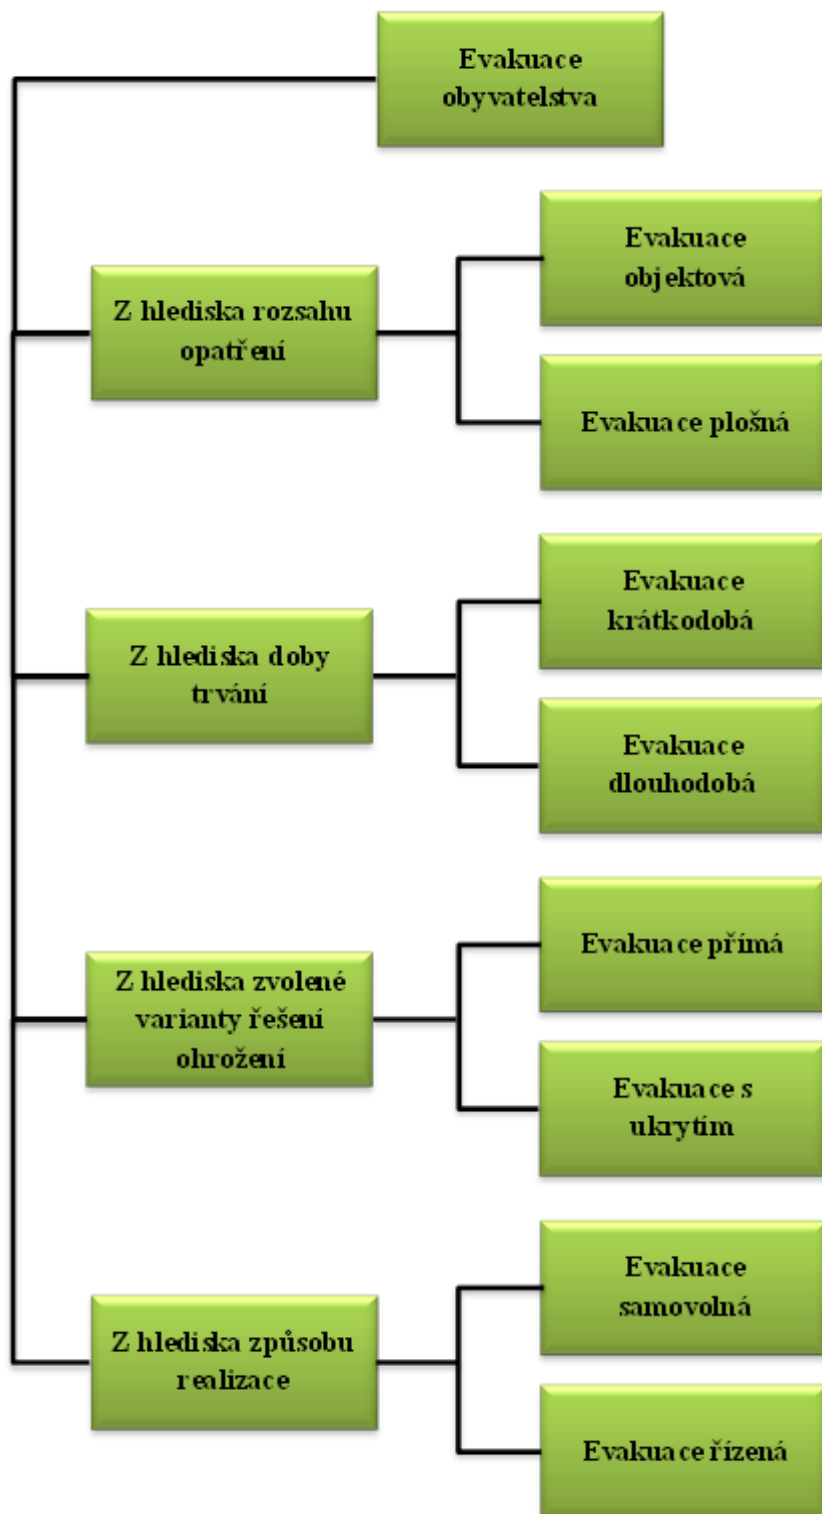 Evakuace
obyvatelstva
Z hlediska rozsahu
opatření
Evakuace
objektová
Evakuace plošná
Z hlediska doby
trvání
Evakuace
krátkodobá
Evakuace
dlouhodobá
Z hlediska zvolené
varianty řešení
ohrožení
Evakuace přímá
Evakuace s
ukrytím
Z hlediska způsobu
realizace
Evakuace
samovolná
Evakuace řízená